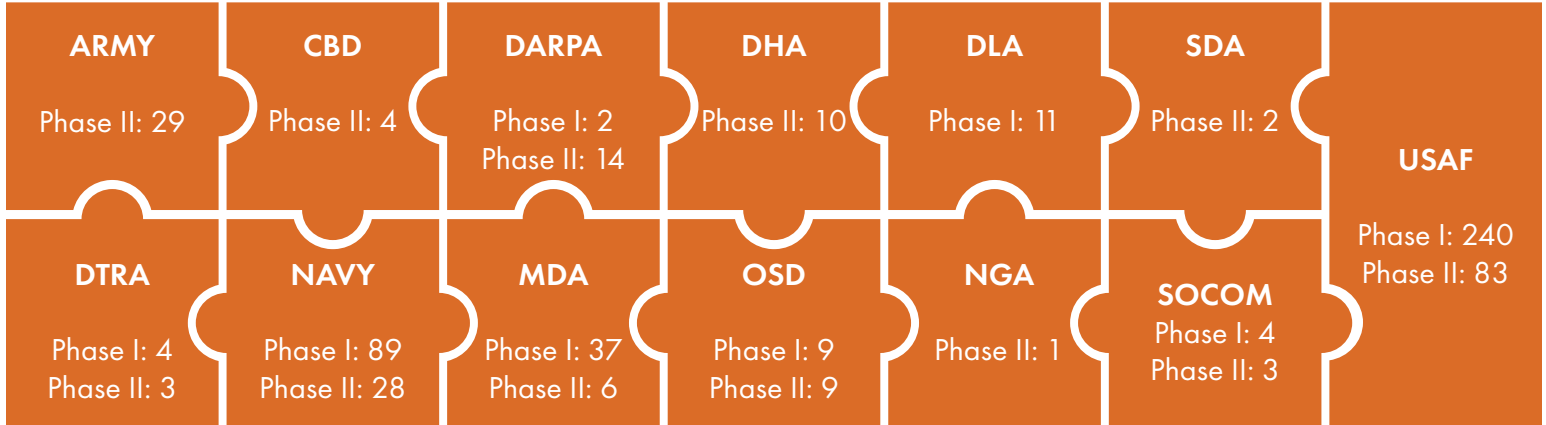 ARMY
Phase II: 29
CBD
Phase II: 4
DARPA
Phase I: 2
Phase II: 14
DHA
Phase II: 10
DLA
Phase I: 11
SDA
Phase II: 2
USAF
Phase I: 240
Phase II: 83
DTRA
Phase I: 4
Phase II: 3
NAVY
Phase I: 89
Phase II: 28
MDA
Phase I: 37
Phase II: 6
OSD
Phase I: 9
Phase II: 9
NGA
Phase II: 1
SOCOM
Phase I: 4
Phase II: 3